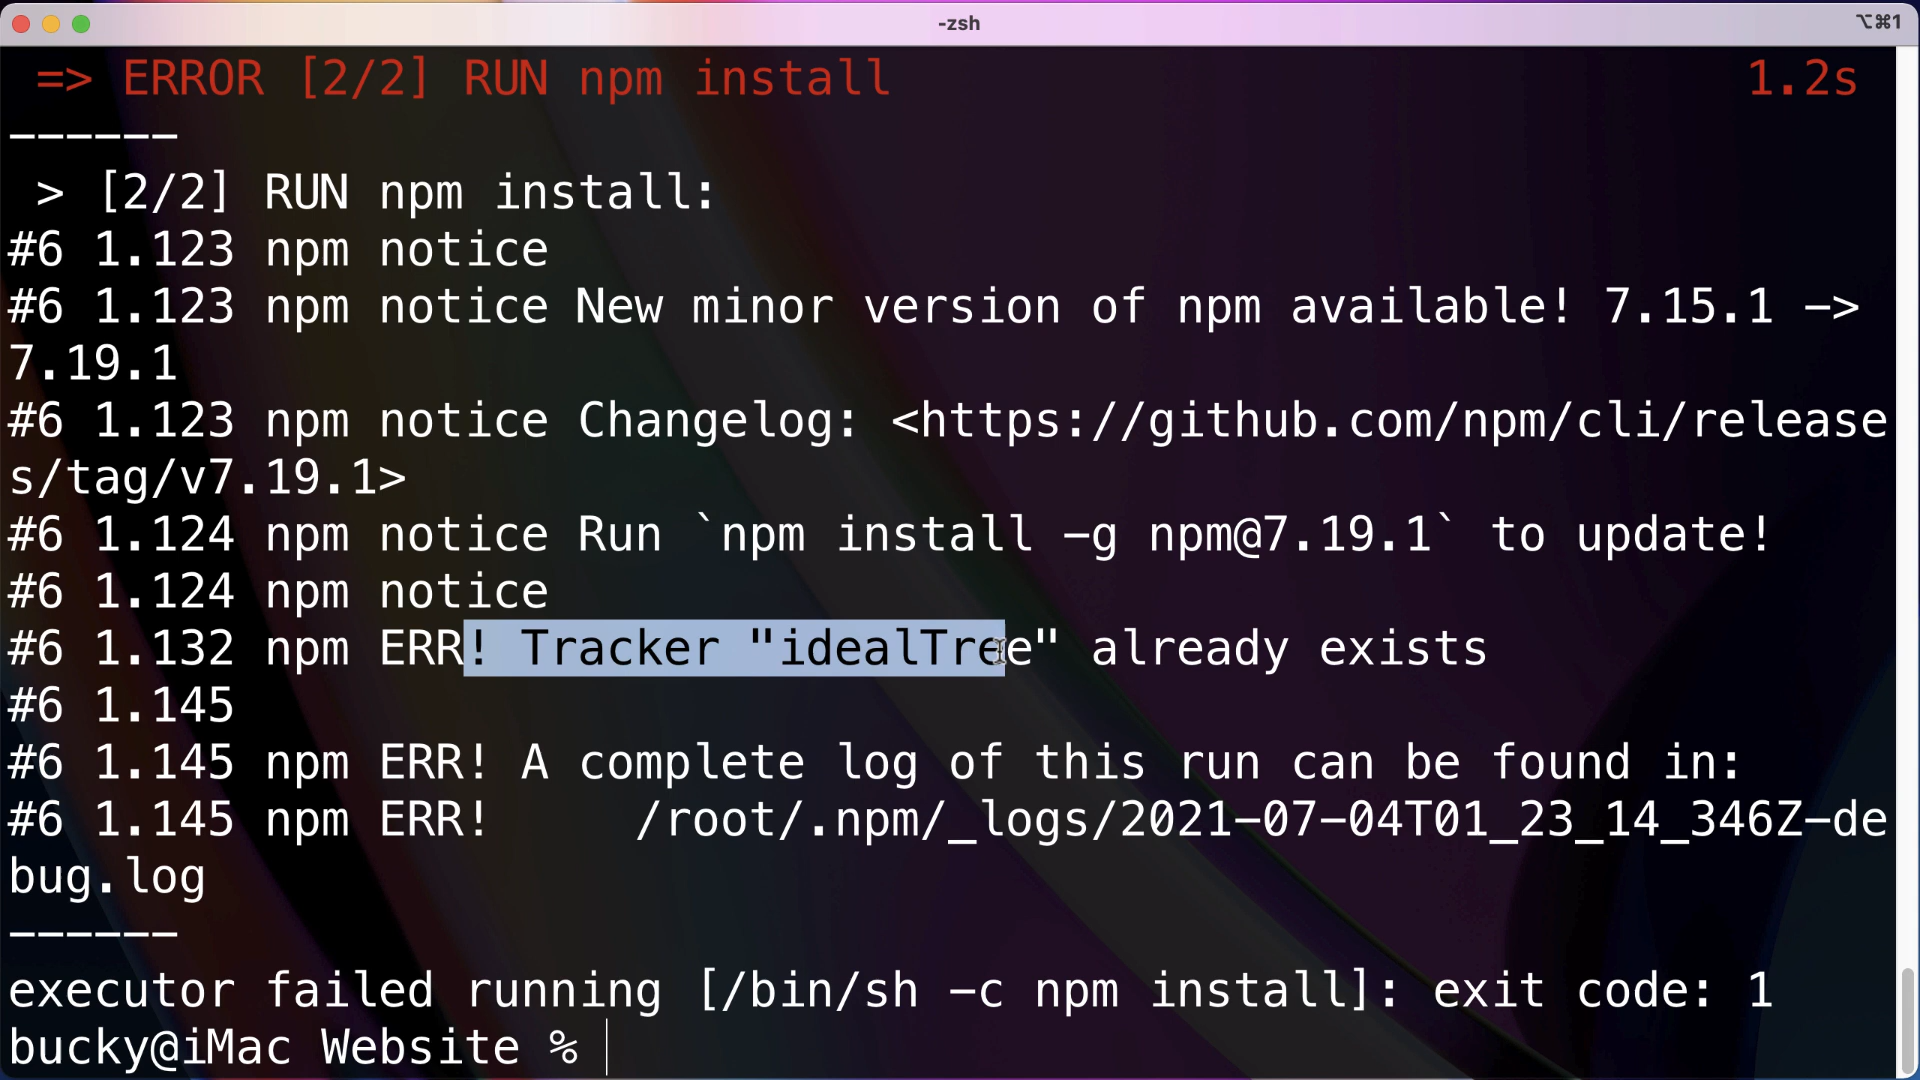 -zsh
⌥⌘1
=> ERROR [2/2] RUN npm install 1.2s
------
> [2/2] RUN npm install:
#6 1.123 npm notice
#6 1.123 npm notice New minor version of npm available! 7.15.1 ->
7.19.1
#6 1.123 npm notice Changelog: <https://github.com/npm/cli/release
s/tag/v7.19.1>
#6 1.124 npm notice Run `npm install -g npm@7.19.1` to update!
#6 1.124 npm notice
#6 1.132 npm ERR! Tracker "idealTree" already exists
#6 1.145
#6 1.145 npm ERR! A complete log of this run can be found in:
#6 1.145 npm ERR!     /root/.npm/_logs/2021-07-04T01_23_14_346Z-de
bug.log
------
executor failed running [/bin/sh -c npm install]: exit code: 1
bucky@iMac Website %